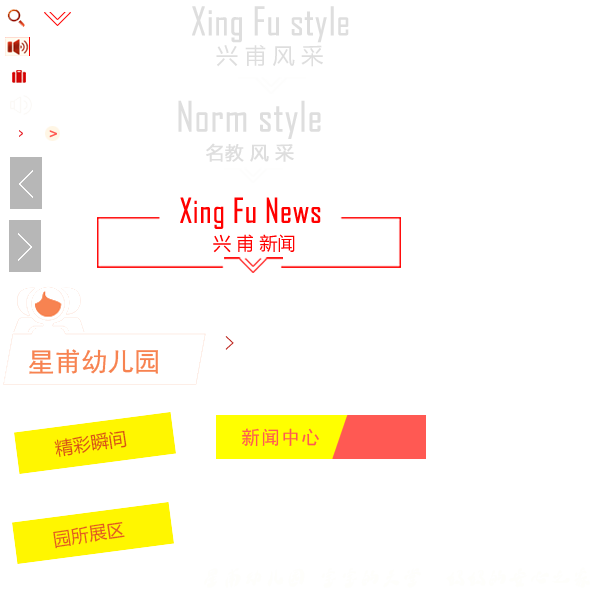 Xing Fu style
兴 甫 风 采
Norm style
名教 风 采
Xing Fu News
兴 甫 新闻
星甫幼儿园
精彩瞬间
新闻中心
园所展区